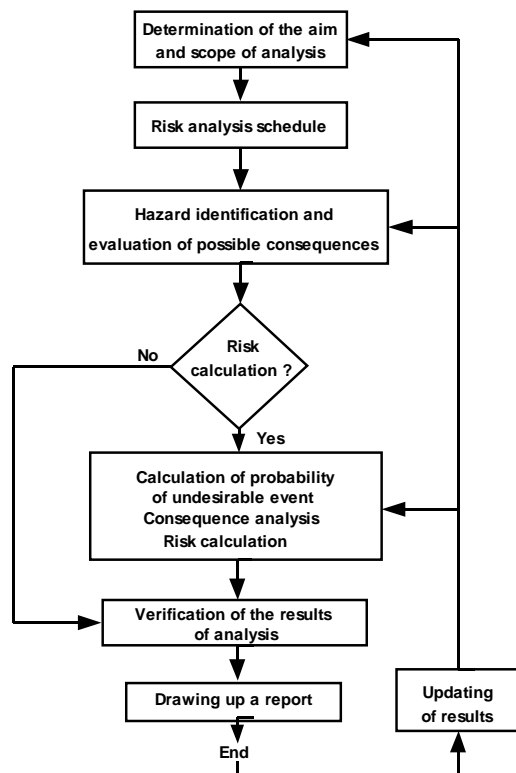 Determination of the aim
and scope of analysis
Risk analysis schedule
Hazard identification and
evaluation of possible consequences
Risk
calculation ?
No
Yes
Calculation of probability
of undesirable event
Consequence analysis
Risk calculation
Verification of the results
of analysis
Drawing up a report
Updating
of results
End